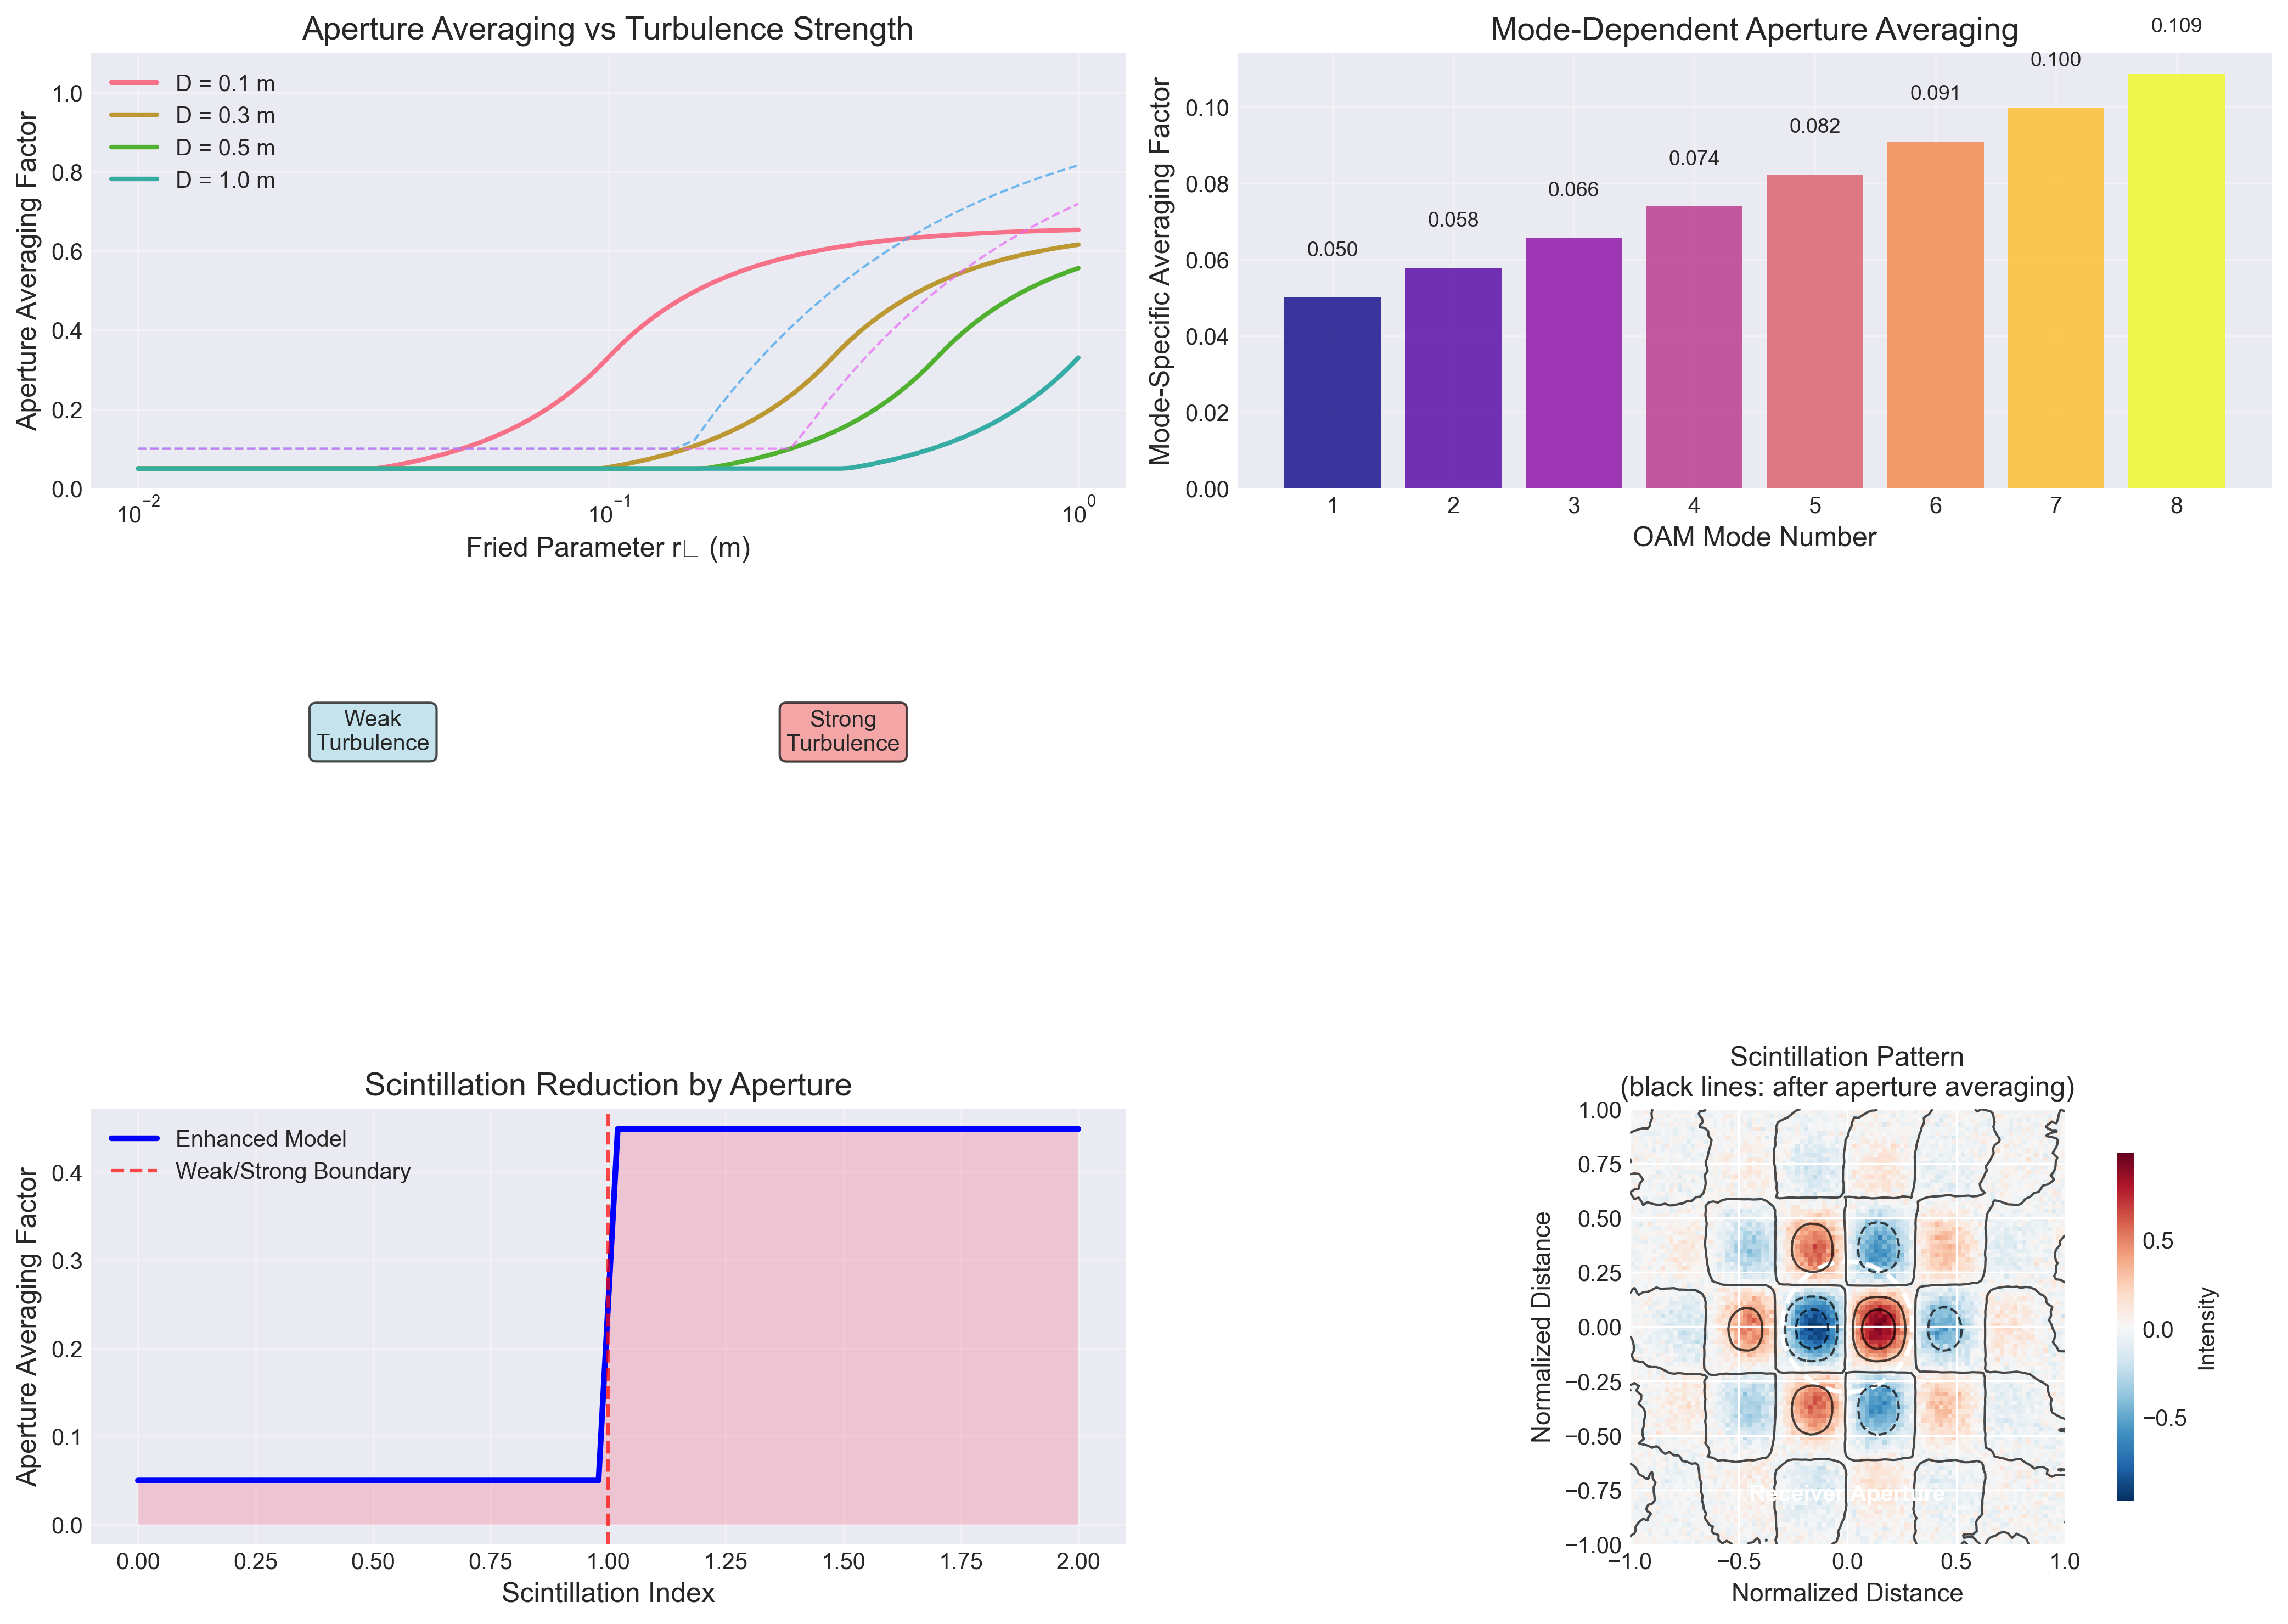 Aperture Averaging vs Turbulence Strength
Aperture Averaging Factor
1.0
0.8
0.6
0.4
0.2
0.0
D = 0.1 m
D = 0.3 m
D = 0.5 m
D = 1.0 m
10⁻²
10⁻¹
10⁰
Fried Parameter r□ (m)
Mode-Dependent Aperture Averaging
Mode-Specific Averaging Factor
0.10
0.08
0.06
0.04
0.02
0.00
0.050
0.058
0.066
0.074
0.082
0.091
0.100
0.109
1
2
3
4
5
6
7
8
OAM Mode Number
Weak
Turbulence
Strong
Turbulence
Scintillation Reduction by Aperture
Aperture Averaging Factor
0.4
0.3
0.2
0.1
0.0
Enhanced Model
Weak/Strong Boundary
0.00
0.25
0.50
0.75
1.00
1.25
1.50
1.75
2.00
Scintillation Index
Scintillation Pattern
(black lines: after aperture averaging)
Normalized Distance
1.00
0.75
0.50
0.25
0.00
−0.25
−0.50
−0.75
−1.00
Receiver Aperture
−1.0
−0.5
0.0
0.5
1.0
Normalized Distance
0.5
0.0
−0.5
Intensity